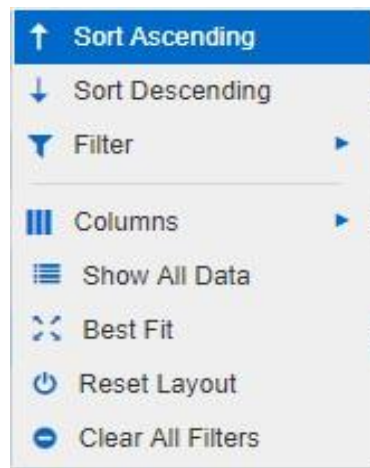 Sort Ascending
Sort Descending
Filter
Columns
Show All Data
Best Fit
Reset Layout
Clear All Filters